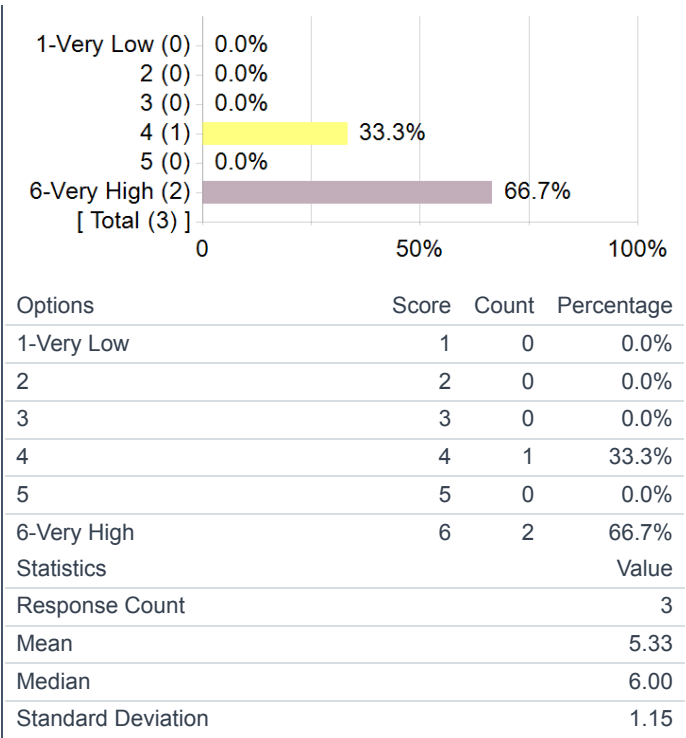 1-Very Low (0) 0.0%
2 (0) 0.0%
3 (0) 0.0%
4 (1) 33.3%
5 (0) 0.0%
6-Very High (2) 66.7%
[ Total (3) ]
0 50% 100%
Options Score Count Percentage
1-Very Low 1 0 0.0%
2 2 0 0.0%
3 3 0 0.0%
4 4 1 33.3%
5 5 0 0.0%
6-Very High 6 2 66.7%
Statistics Value
Response Count 3
Mean 5.33
Median 6.00
Standard Deviation 1.15